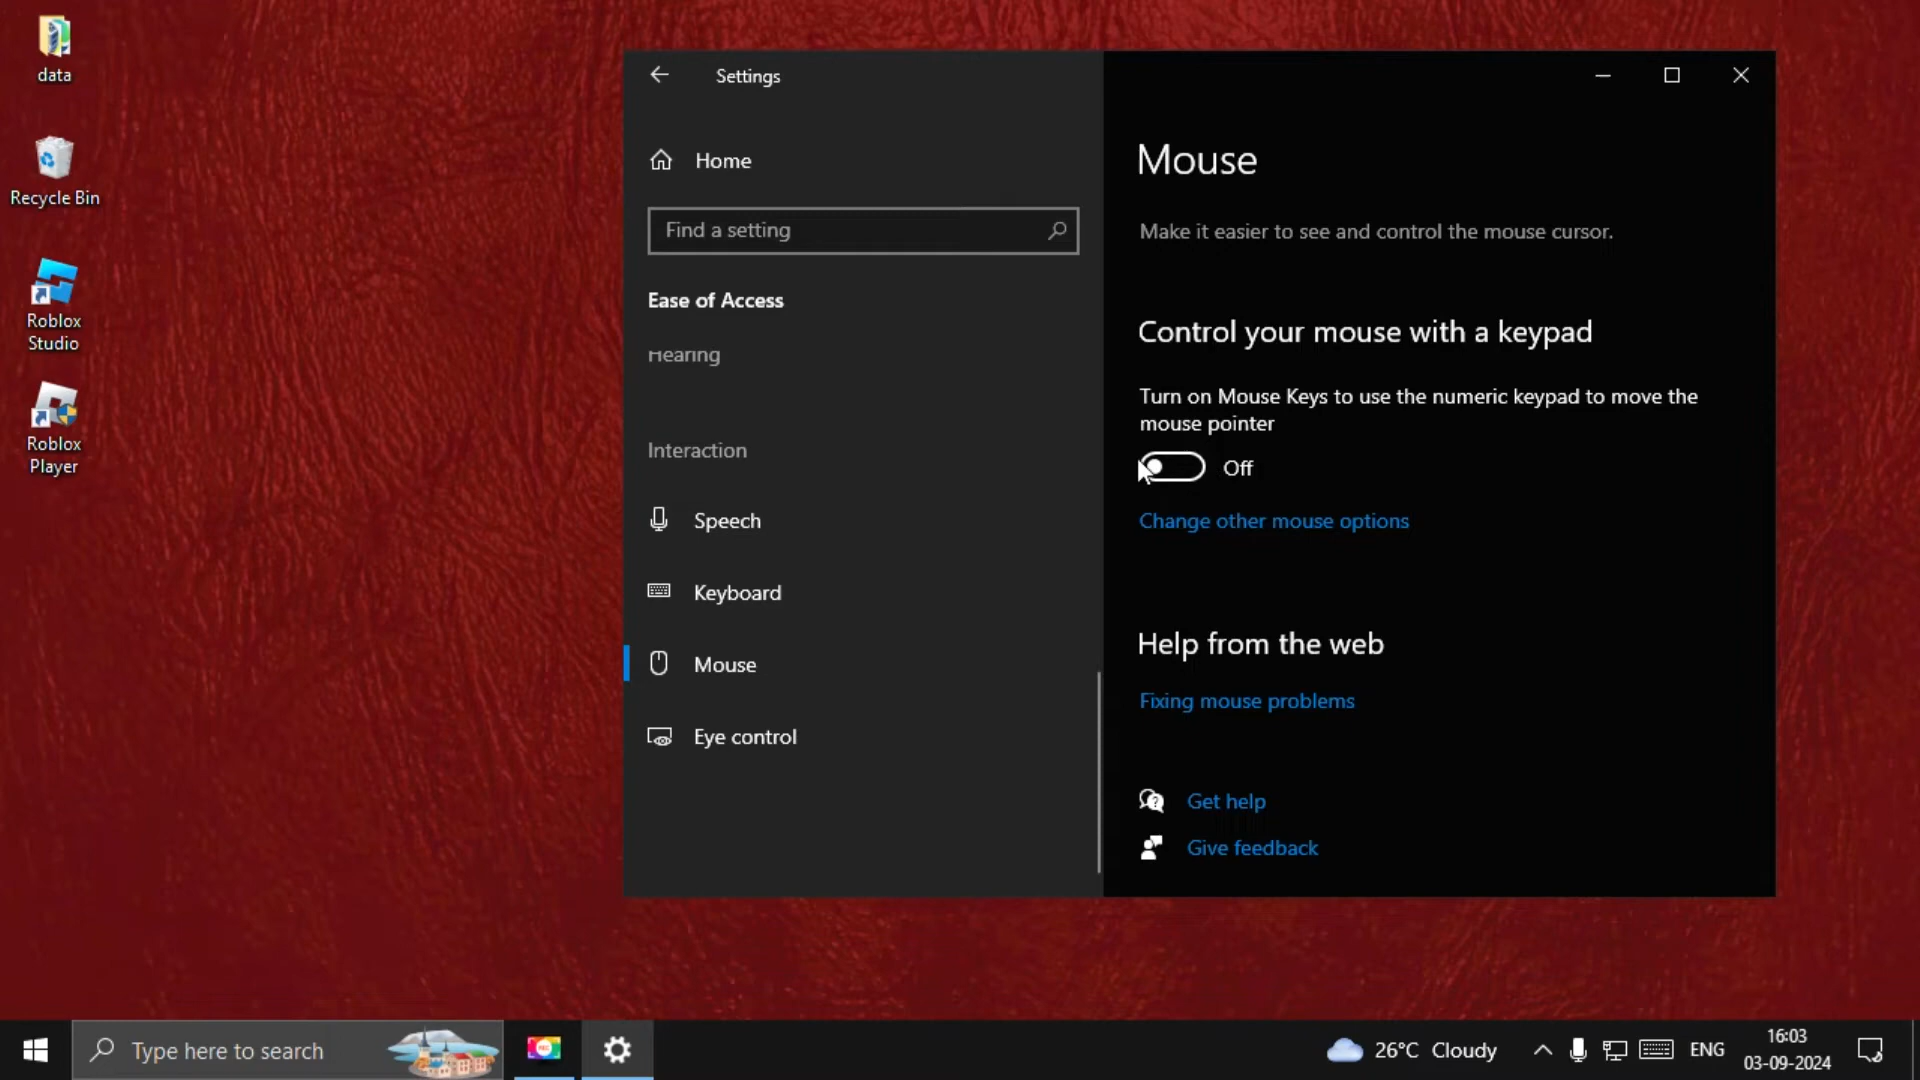 data
Recycle Bin
Roblox
Studio
Roblox
Player
Settings
Home
Find a setting
Ease of Access
Hearing
Interaction
Speech
Keyboard
Mouse
Eye control
Mouse
Make it easier to see and control the mouse cursor.
Control your mouse with a keypad
Turn on Mouse Keys to use the numeric keypad to move the
mouse pointer
Off
Change other mouse options
Help from the web
Fixing mouse problems
Get help
Give feedback
Type here to search
26°C Cloudy
ENG
16:03
03-09-2024